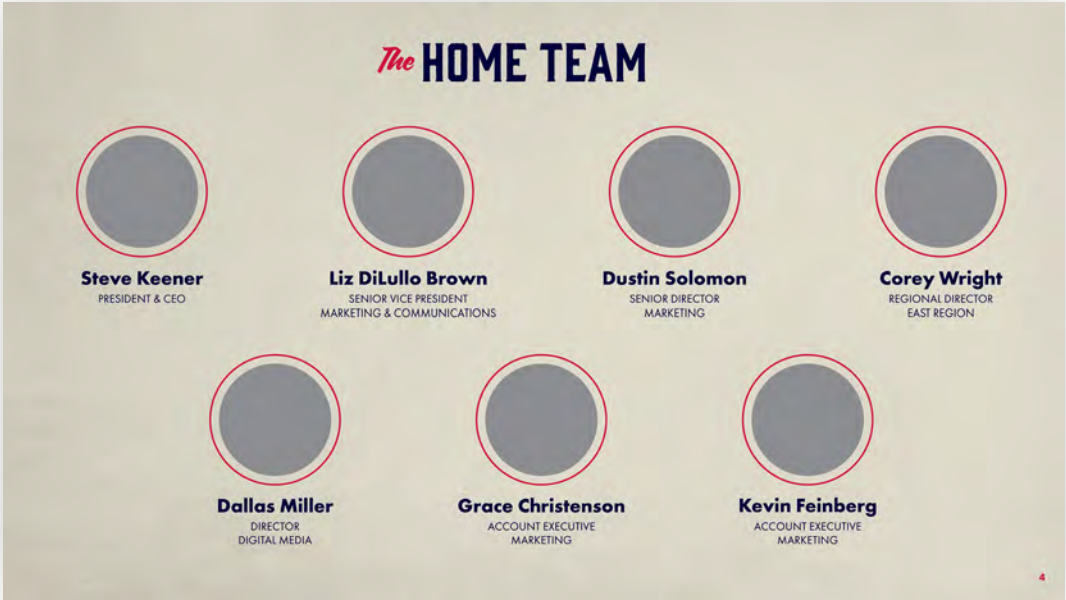 The HOME TEAM
Steve Keener
PRESIDENT & CEO
Liz DiLullo Brown
SENIOR VICE PRESIDENT
MARKETING & COMMUNICATIONS
Dustin Solomon
SENIOR DIRECTOR
MARKETING
Corey Wright
REGIONAL DIRECTOR
EAST REGION
Dallas Miller
DIRECTOR
DIGITAL MEDIA
Grace Christenson
ACCOUNT EXECUTIVE
MARKETING
Kevin Feinberg
ACCOUNT EXECUTIVE
MARKETING
4